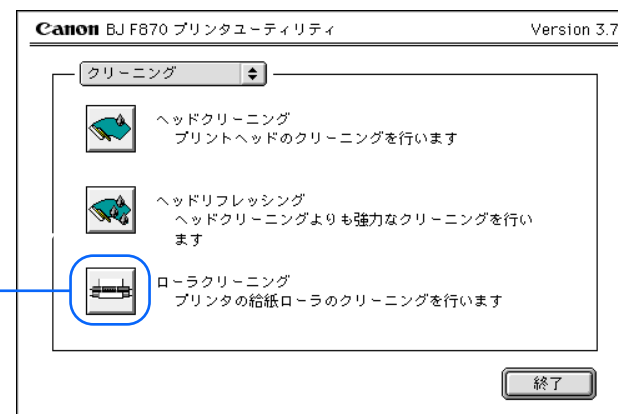 Canon BJ F870 プリンタユーティリティ Version 3.7
クリーニング
ヘッドクリーニング
プリントヘッドのクリーニングを行います
ヘッドリフレッシング
ヘッドクリーニングよりも強力なクリーニングを行い
ます
ローラクリーニング
プリンタの給紙ローラのクリーニングを行います
終了